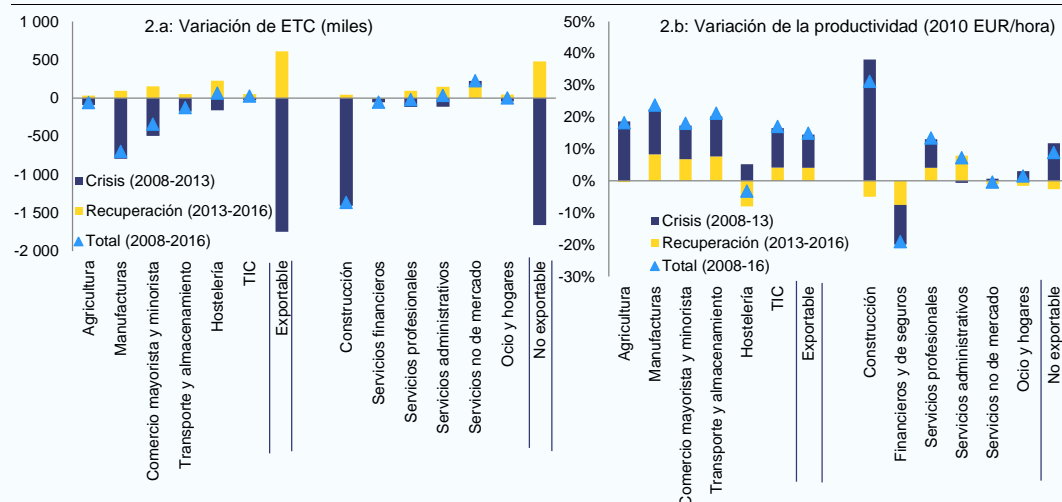 2.a: Variación de ETC (miles)
1 000
500
0
-500
-1 000
-1 500
-2 000
Crisis (2008-2013)
Recuperación (2013-2016)
Total (2008-2016)
Agricultura
Manufacturas
Comercio mayorista y minorista
Transporte y almacenamiento
Hostelería
TIC
Exportable
Construcción
Servicios financieros
Servicios profesionales
Servicios administrativos
Servicios no de mercado
Ocio y hogares
No exportable
2.b: Variación de la productividad (2010 EUR/hora)
50%
40%
30%
20%
10%
0%
-10%
-20%
-30%
Crisis (2008-13)
Recuperación (2013-2016)
Total (2008-16)
Agricultura
Manufacturas
Comercio mayorista y minorista
Transporte y almacenamiento
Hostelería
TIC
Exportable
Construcción
Financieros y de seguros
Servicios profesionales
Servicios administrativos
Servicios no de mercado
Ocio y hogares
No exportable